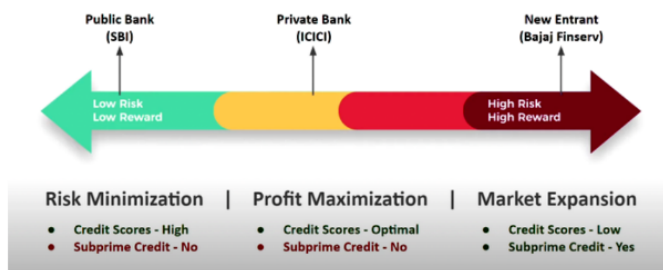 Public Bank
(SBI)
Private Bank
(ICICI)
New Entrant
(Bajaj Finserv)
Low Risk
Low Reward
High Risk
High Reward
Risk Minimization | Profit Maximization | Market Expansion
• Credit Scores - High
• Subprime Credit - No
• Credit Scores - Optimal
• Subprime Credit - No
• Credit Scores - Low
• Subprime Credit - Yes